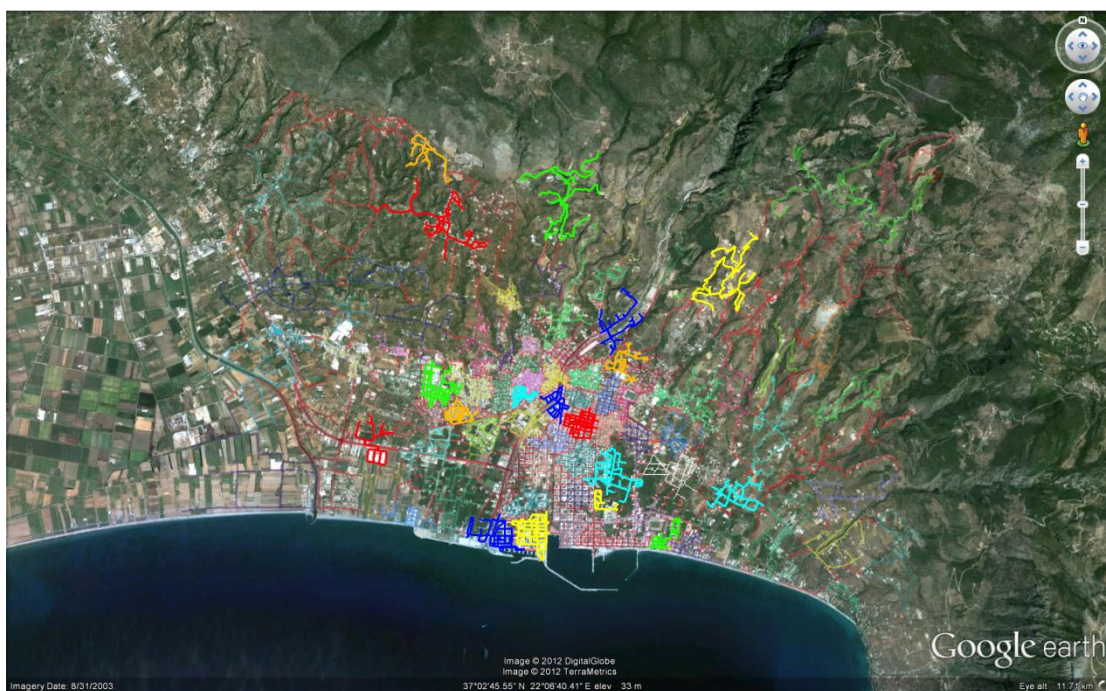 N
Google earth
Image © 2012 DigitalGlobe
Image © 2012 TerraMetrics
Imagery Date: 8/31/2003
37°02'45.55" N 22°06'40.41" E elev 33 m
Eye alt 11.71 km